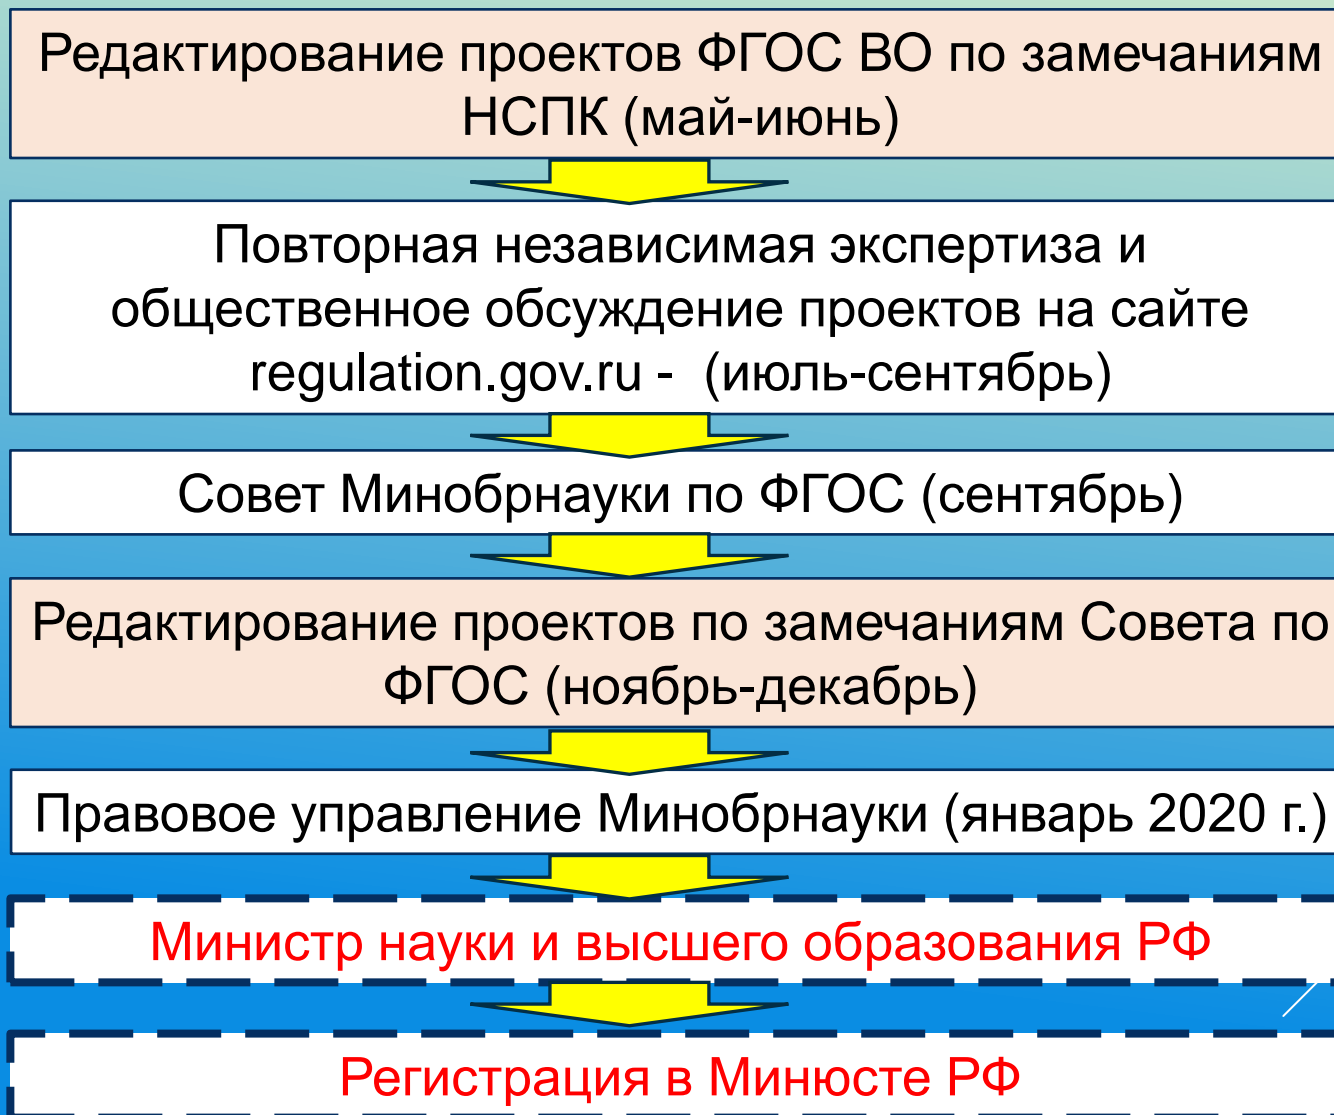 Редактирование проектов ФГОС ВО по замечаниям
НСПК (май-июнь)
Повторная независимая экспертиза и
общественное обсуждение проектов на сайте
regulation.gov.ru - (июль-сентябрь)
Совет Минобрнауки по ФГОС (сентябрь)
Редактирование проектов по замечаниям Совета по
ФГОС (ноябрь-декабрь)
Правовое управление Минобрнауки (январь 2020 г.)
Министр науки и высшего образования РФ
Регистрация в Минюсте РФ